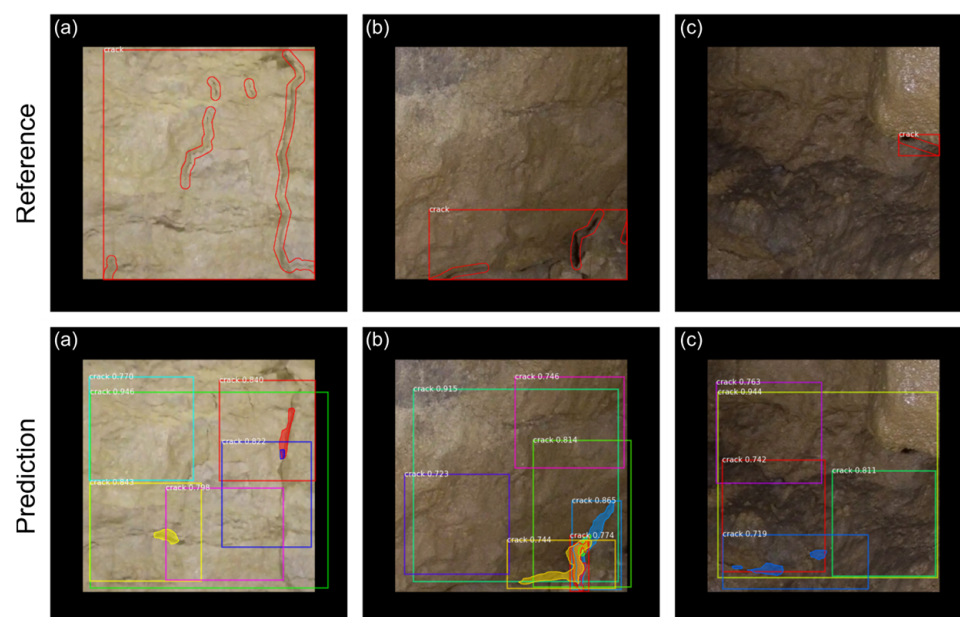 Reference
(a)
crack
(b)
crack
(c)
crack
Prediction
(a)
crack 0.770
crack 0.946
crack 0.840
crack 0.822
crack 0.843
crack 0.798
(b)
crack 0.746
crack 0.915
crack 0.814
crack 0.723
crack 0.865
crack 0.744
crack 0.774
(c)
crack 0.763
crack 0.944
crack 0.742
crack 0.811
crack 0.719